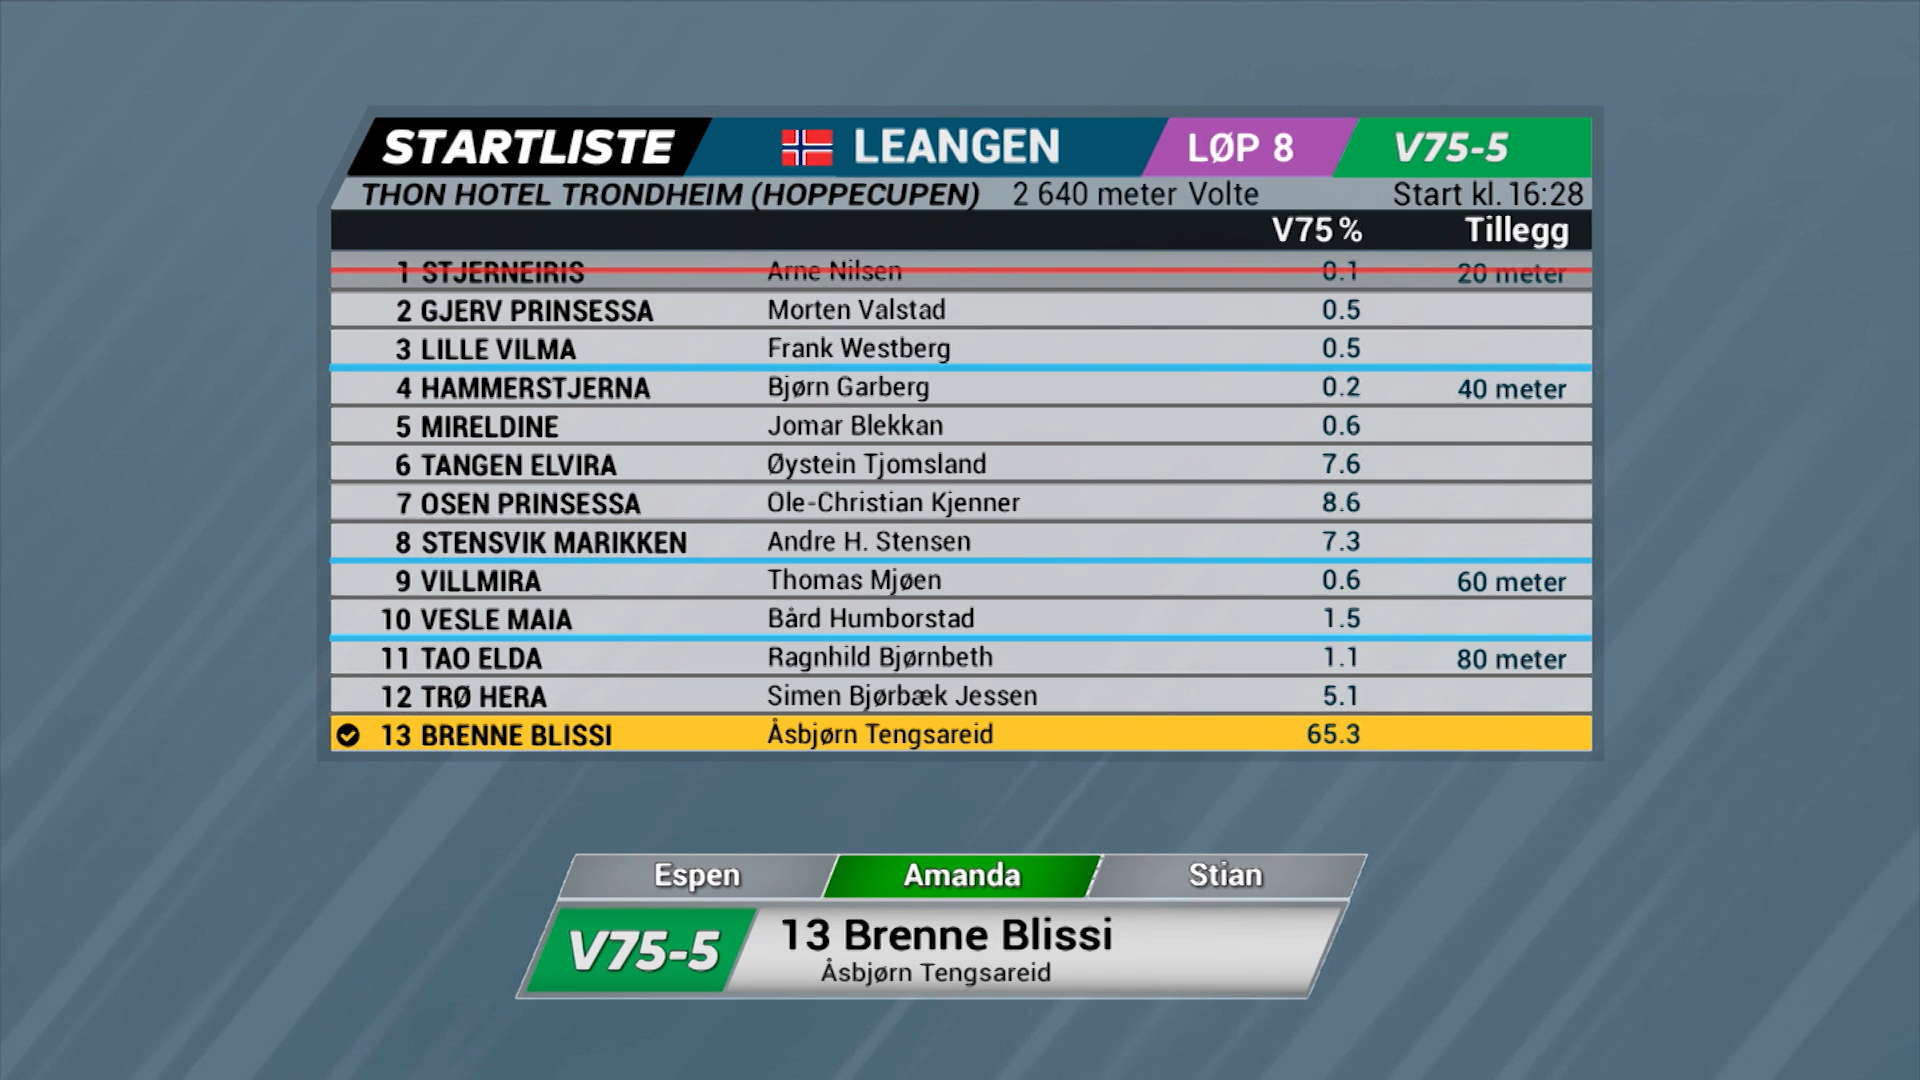 STARTLISTE LEANGEN LØP 8 V75-5
THON HOTEL TRONDHEIM (HOPPECUPEN) 2 640 meter Volte Start kl. 16:28
V75 % Tillegg
1 STJERNEIRIS Arne Nilsen 0.1 20 meter
2 GJERV PRINSESSA Morten Valstad 0.5
3 LILLE VILMA Frank Westberg 0.5
4 HAMMERSTJERNA Bjørn Garberg 0.2 40 meter
5 MIRELDINE Jomar Blekkan 0.6
6 TANGEN ELVIRA Øystein Tjomsland 7.6
7 OSEN PRINSESSA Ole-Christian Kjenner 8.6
8 STENSVIK MARIKKEN Andre H. Stensen 7.3
9 VILLMIRA Thomas Mjøen 0.6 60 meter
10 VESLE MAIA Bård Humborstad 1.5
11 TAO ELDA Ragnhild Bjørnbeth 1.1 80 meter
12 TRØ HERA Simen Bjørbæk Jessen 5.1
13 BRENNE BLISSI Åsbjørn Tengsareid 65.3
Espen Amanda Stian
V75-5 13 Brenne Blissi
Åsbjørn Tengsareid